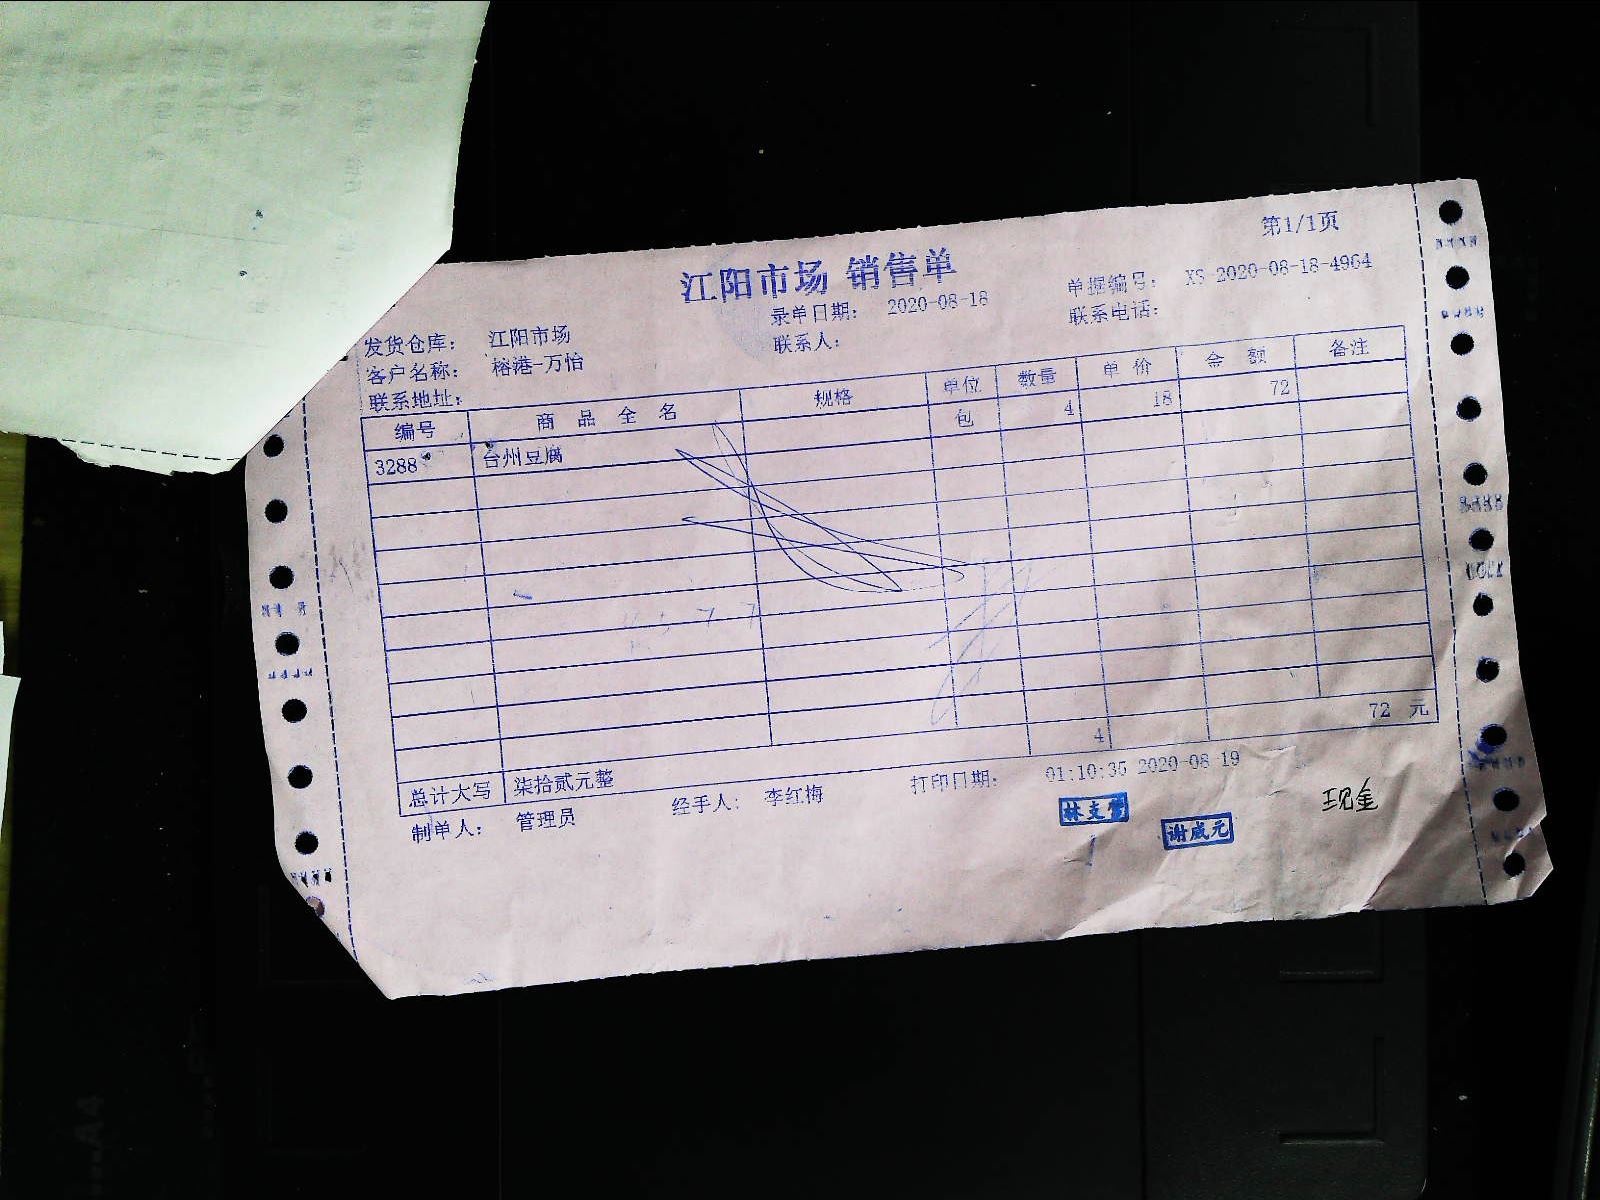 第1/1页
江阳市场 销售单
发货仓库： 江阳市场 录单日期： 2020-08-18 单据编号： XS-2020-08-18-4964
客户名称： 榕港-万怡 联系人： 联系电话：
联系地址：
编号 商品全名 规格 单位 数量 单价 金额 备注
3288 台州豆腐 包 4 18 72
4 72 元
总计大写 柒拾贰元整
制单人： 管理员 经手人： 李红梅 打印日期： 01:10:35 2020-08-19
谢咸元
现金